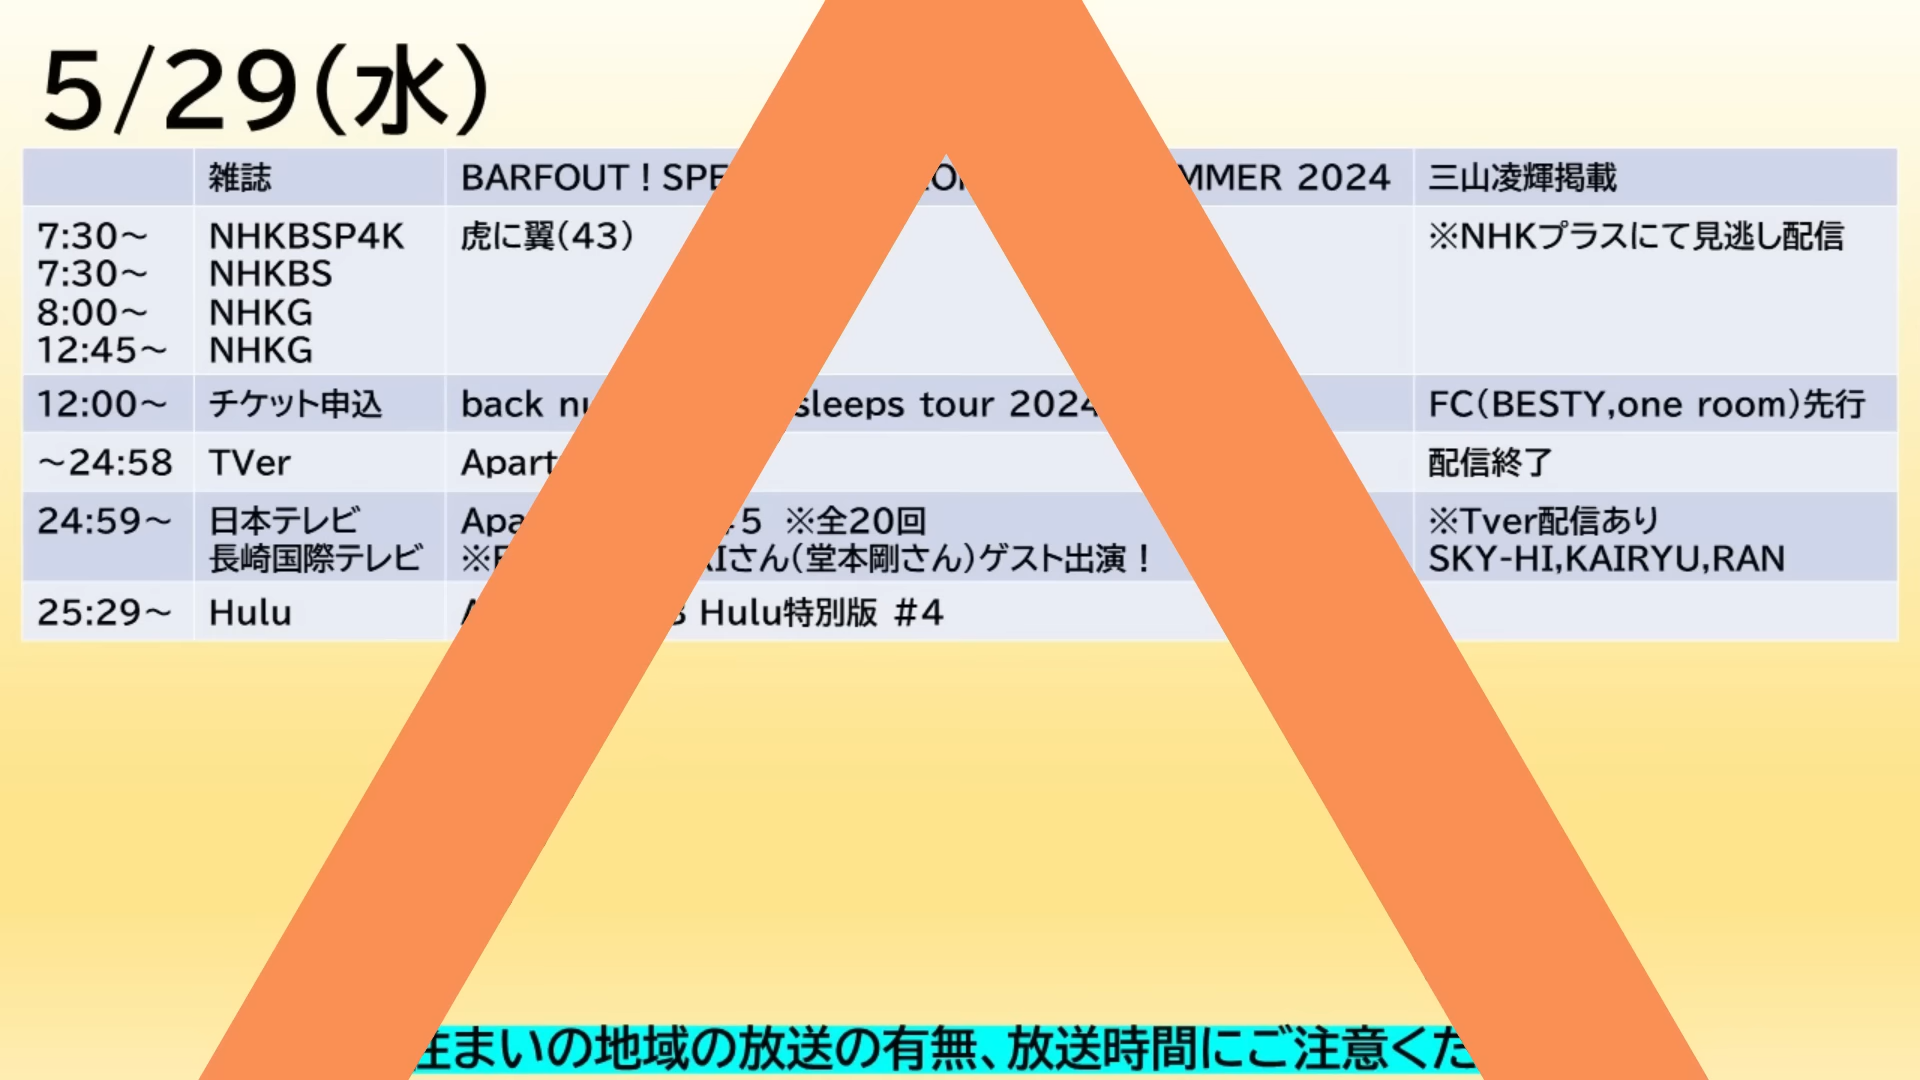 5/29(水)
雑誌 BARFOUT！SPE MMER 2024 三山凌輝掲載
7:30～ NHKBSP4K 虎に翼(43) ※NHKプラスにて見逃し配信
7:30～ NHKBS
8:00～ NHKG
12:45～ NHKG
12:00～ チケット申込 back sleeps tour 2024 FC(BESTY,one room)先行
～24:58 TVer Apart 配信終了
24:59～ 日本テレビ Apa 5 ※全20回 ※Tver配信あり
長崎国際テレビ ※ Iさん(堂本剛さん)ゲスト出演！ SKY-HI,KAIRYU,RAN
25:29～ Hulu Hulu特別版 #4
住まいの地域の放送の有無、放送時間にご注意くだ